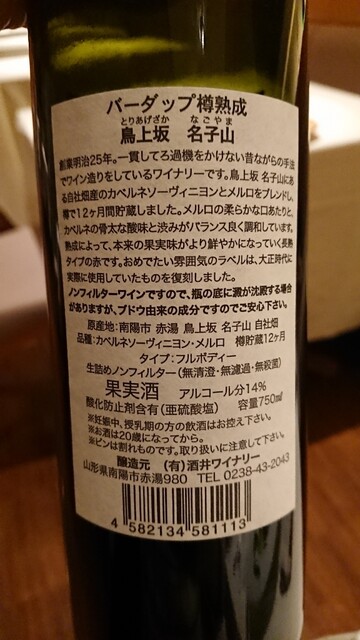 バーダップ樽熟成
とりあげざか なごやま
鳥上坂 名子山
創業明治25年。一貫してろ過機をかけない昔ながらの手法
でワイン造りをしているワイナリーです。鳥上坂 名子山にあ
る自社畑産のカベルネソーヴィニヨンとメルロをブレンドし、
樽で12ヶ月間貯蔵しました。メルロの柔らかな口あたりと、
カベルネの骨太な酸味と渋みがバランス良く調和しています。
熟成によって、本来の果実味がより鮮やかになっていく長熟
タイプの赤です。おめでたい雰囲気のラベルは、大正時代に
実際に使用していたものを復刻しました。
ノンフィルターワインですので、瓶の底に澱が沈殿する場合
がありますが、ブドウ由来の成分ですのでご安心下さい。
原産地:南陽市 赤湯 鳥上坂 名子山 自社畑
品種:カベルネソーヴィニヨン・メルロ 樽貯蔵12ヶ月
タイプ:フルボディー
生詰めノンフィルター(無清澄・無濾過・無殺菌)
果実酒 アルコール分14%
酸化防止剤含有(亜硫酸塩) 容量750㎖
※妊娠中、授乳期の方の飲酒はお控え下さい。
※お酒は20歳になってから。
※ビンは割れものです。取り扱いに注意して下さい。
醸造元 (有)酒井ワイナリー
山形県南陽市赤湯980 TEL 0238-43-2043
4 582134 581113